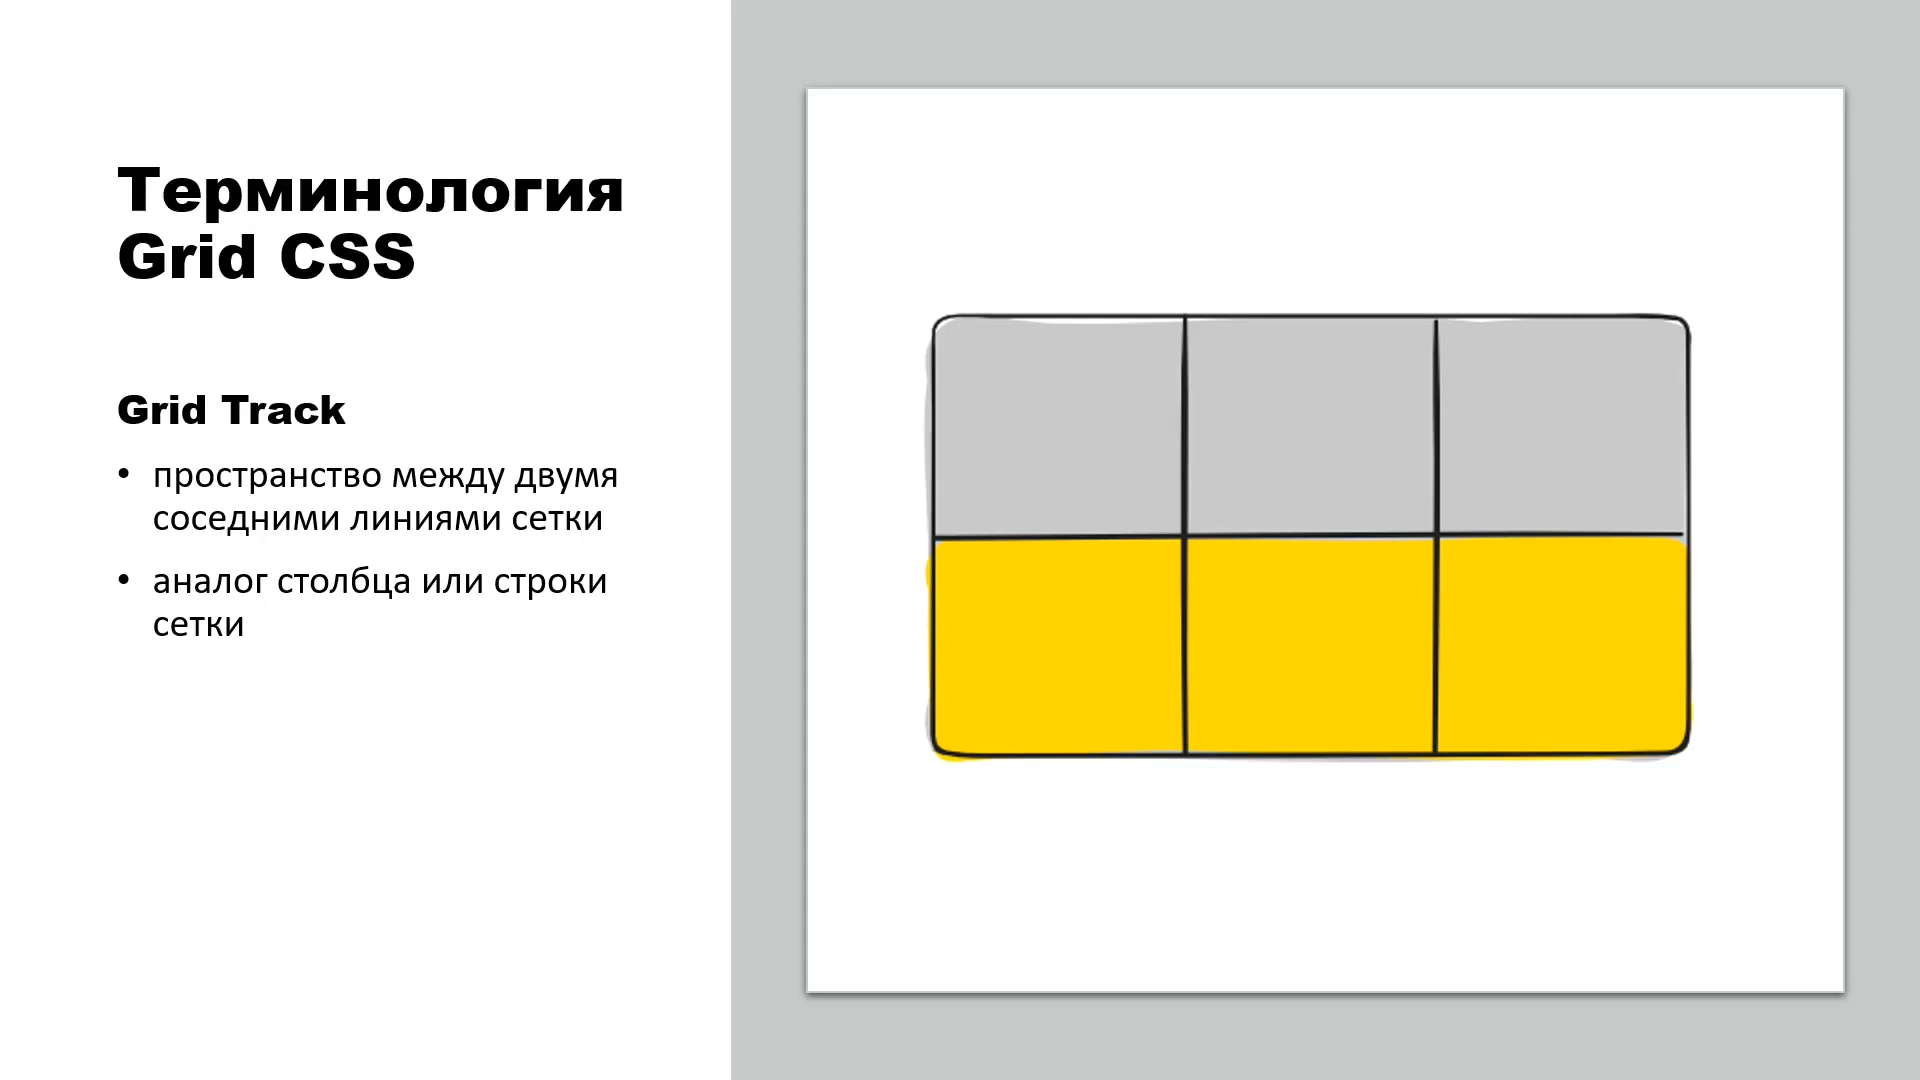 Терминология
Grid CSS
Grid Track
• пространство между двумя
соседними линиями сетки
• аналог столбца или строки
сетки